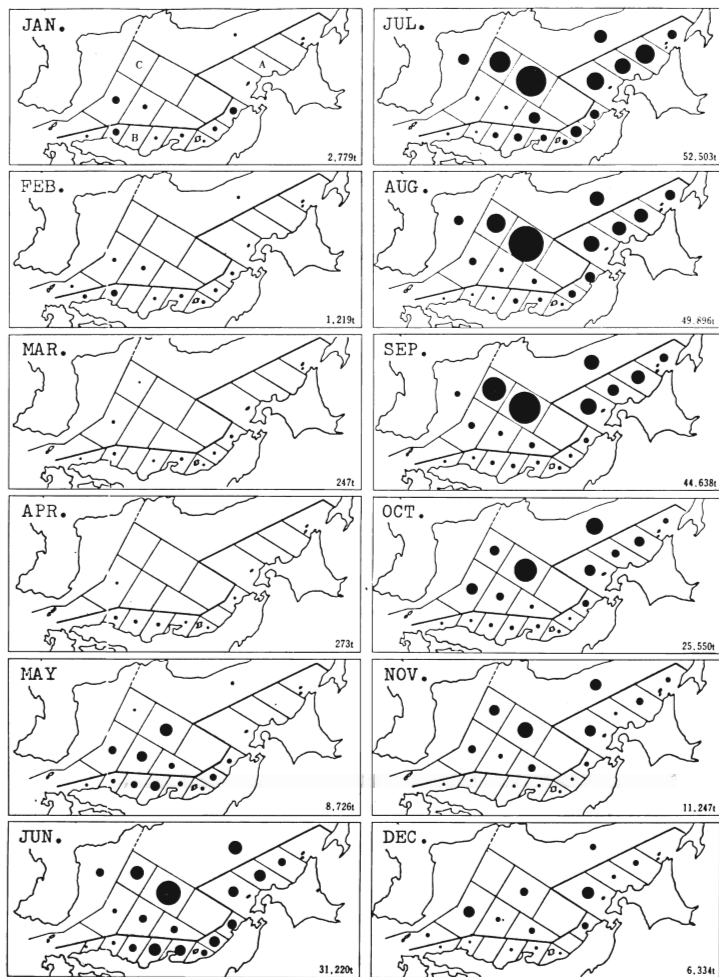 JAN.
C
A
B
2,779t
FEB.
1,219t
MAR.
247t
APR.
273t
MAY
8,726t
JUN.
31,220t
JUL.
52,503t
AUG.
49,896t
SEP.
44,638t
OCT.
25,550t
NOV.
11,247t
DEC.
6,334t